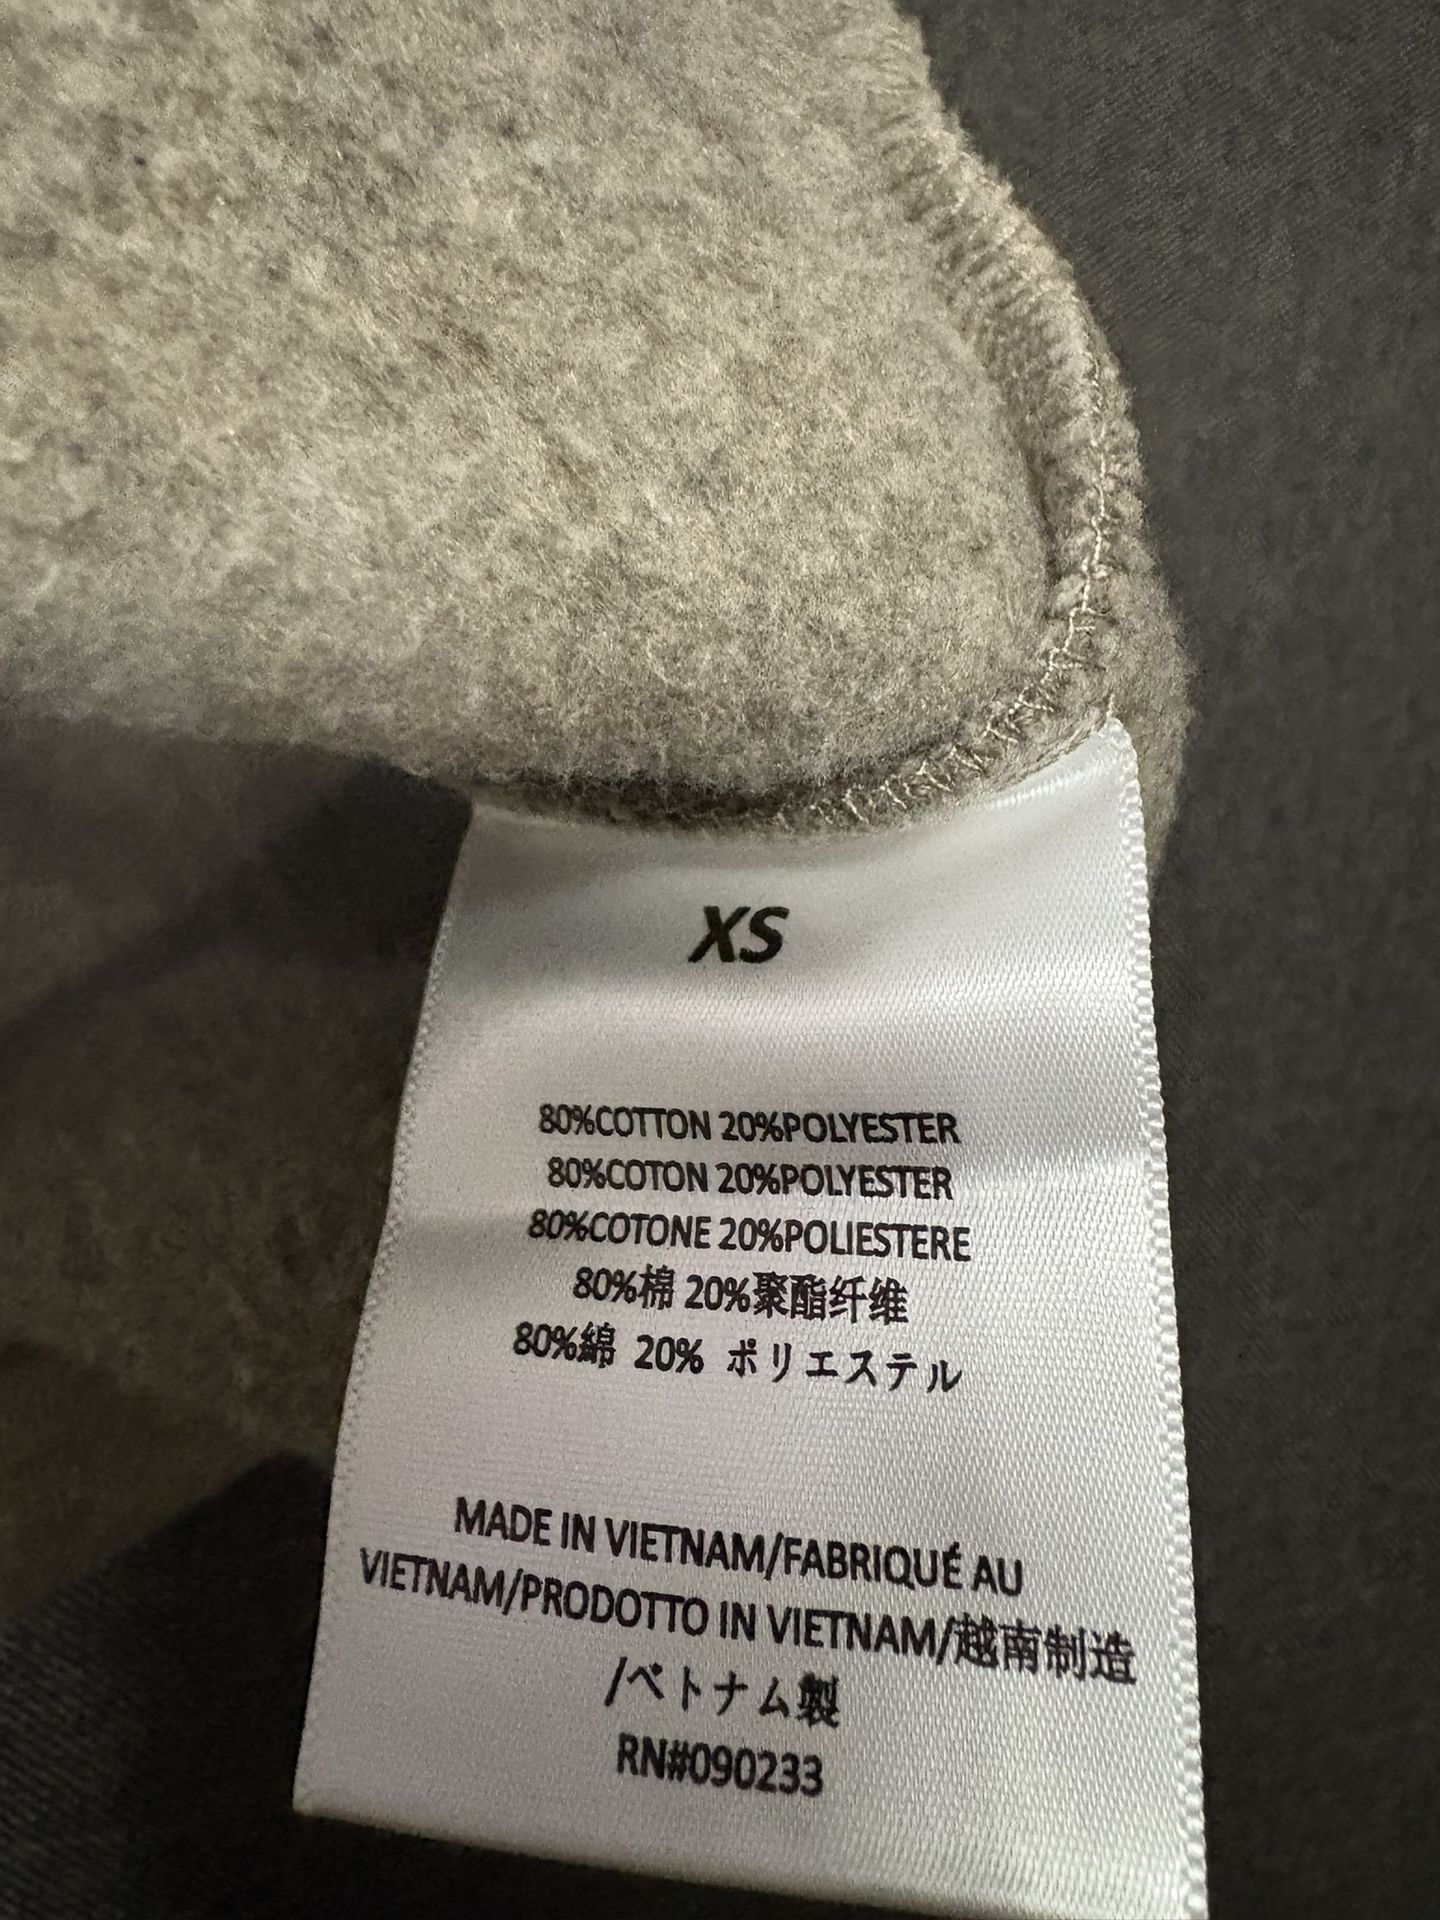 XS
80%COTTON 20%POLYESTER
80%COTON 20%POLYESTER
80%COTONE 20%POLIESTERE
80%棉 20%聚酯纤维
80%綿 20% ポリエステル
MADE IN VIETNAM/FABRIQUÉ AU
VIETNAM/PRODOTTO IN VIETNAM/越南制造
/ベトナム製
RN#090233